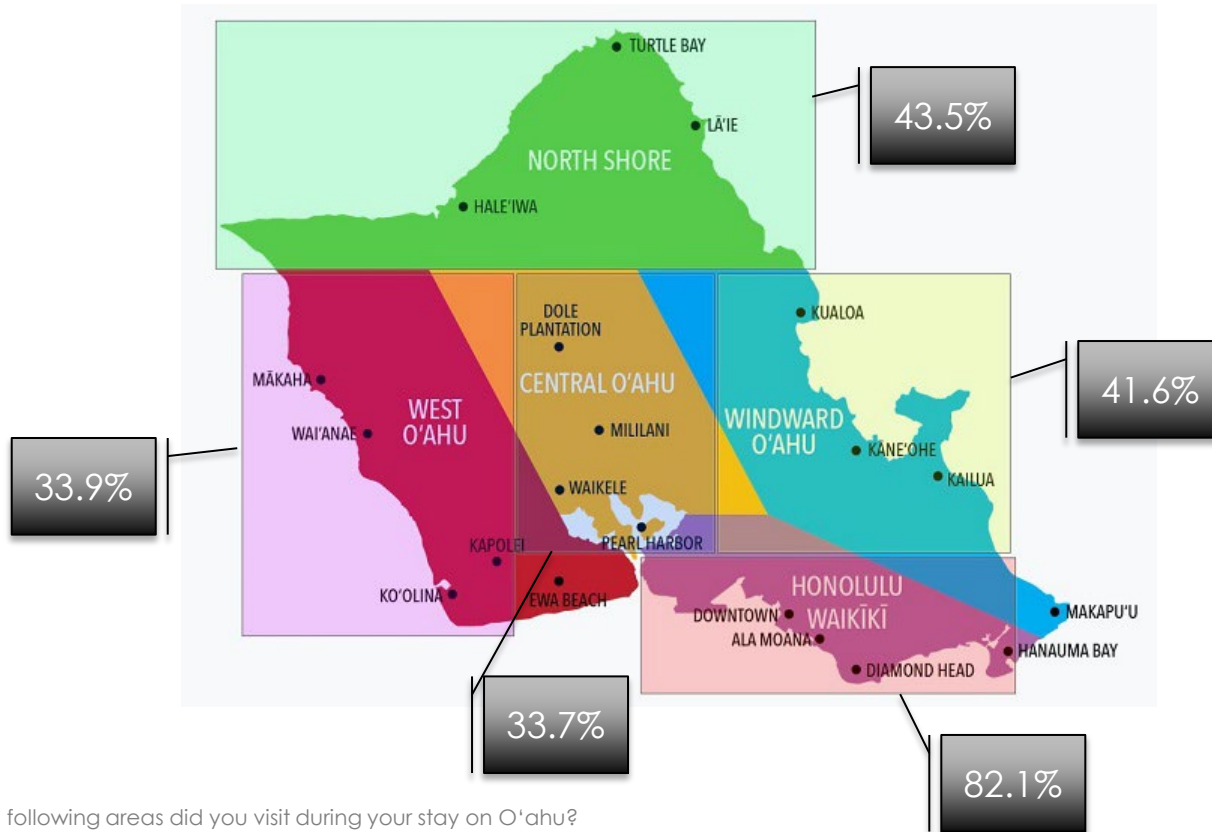 TURTLE BAY
43.5%
LĀ'IE
NORTH SHORE
HALE'IWA
KUALOA
DOLE
PLANTATION
MĀKAHA
CENTRAL O'AHU
41.6%
WEST
O'AHU
WINDWARD
O'AHU
WAI'ANAE
MILILANI
KĀNE'OHE
KAILUA
33.9%
WAIKELE
PEARL HARBOR
KAPOLEI
KO'OLINA
EWA BEACH
HONOLULU
WAIKĪKĪ
DOWNTOWN
ALA MOANA
MAKAPU'U
HANAUMA BAY
DIAMOND HEAD
33.7%
82.1%
following areas did you visit during your stay on O‘ahu?